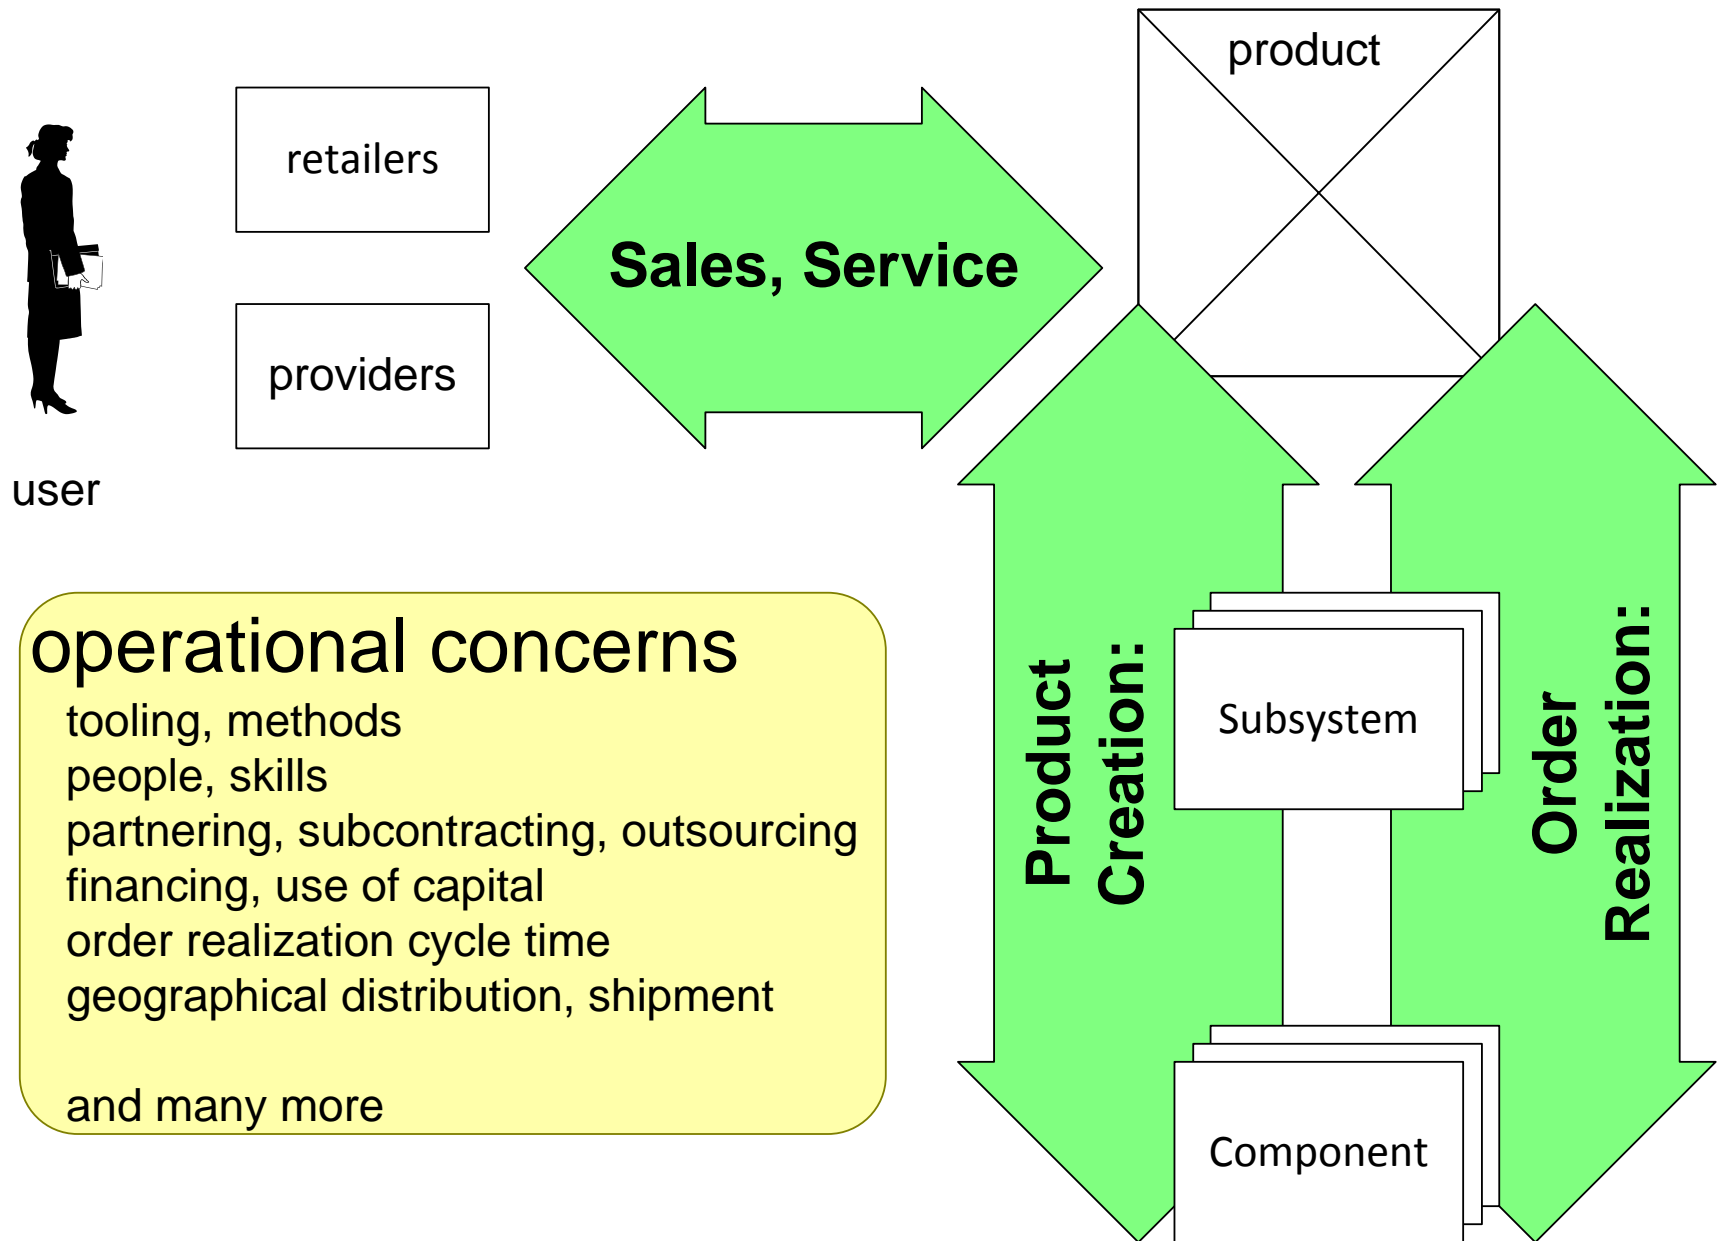 product
retailers
Sales, Service
providers
user
operational concerns
tooling, methods
people, skills
partnering, subcontracting, outsourcing
financing, use of capital
order realization cycle time
geographical distribution, shipment
and many more
Product
Creation:
Subsystem
Order
Realization:
Component